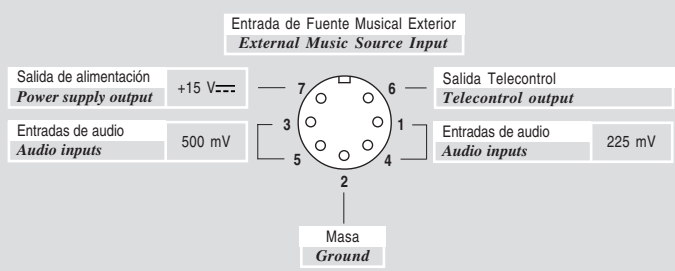 Entrada de Fuente Musical Exterior
External Music Source Input
Salida de alimentación
Power supply output
+15 V
7
6
Salida Telecontrol
Telecontrol output
Entradas de audio
Audio inputs
500 mV
3
5
1
4
Entradas de audio
Audio inputs
225 mV
2
Masa
Ground